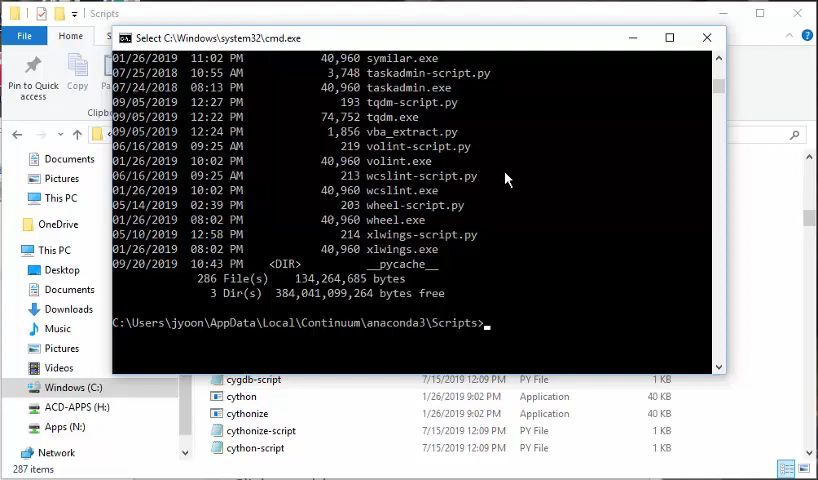 Scripts
File
Home
Select C:\Windows\system32\cmd.exe
Pin to Quick access
Copy
01/26/2019 11:02 PM 40,960 symilar.exe
07/25/2018 10:55 AM 3,748 taskadmin-script.py
07/24/2018 08:13 PM 40,960 taskadmin.exe
09/05/2019 12:27 PM 193 tqdm-script.py
09/05/2019 12:22 PM 74,752 tqdm.exe
09/05/2019 12:24 PM 1,856 vba_extract.py
06/16/2019 09:25 AM 219 volint-script.py
01/26/2019 10:02 PM 40,960 volint.exe
06/16/2019 09:25 AM 213 wcslint-script.py
01/26/2019 10:02 PM 40,960 wcslint.exe
05/14/2019 02:39 PM 203 wheel-script.py
01/26/2019 08:02 PM 40,960 wheel.exe
05/10/2019 12:58 PM 214 xlwings-script.py
01/26/2019 08:02 PM 40,960 xlwings.exe
09/20/2019 10:43 PM <DIR> __pycache__
286 File(s) 134,264,685 bytes
3 Dir(s) 384,041,099,264 bytes free
C:\Users\jyoon\AppData\Local\Continuum\anaconda3\Scripts>
Documents
Pictures
This PC
OneDrive
This PC
Desktop
Documents
Downloads
Music
Pictures
Videos
Windows (C:)
ACD-APPS (H:)
Apps (N:)
Network
cygdb-script 7/15/2019 12:09 PM PY File 1 KB
cython 1/26/2019 9:02 PM Application 40 KB
cythonize 1/26/2019 9:02 PM Application 40 KB
cythonize-script 7/15/2019 12:09 PM PY File 1 KB
cython-script 7/15/2019 12:09 PM PY File 1 KB
287 items